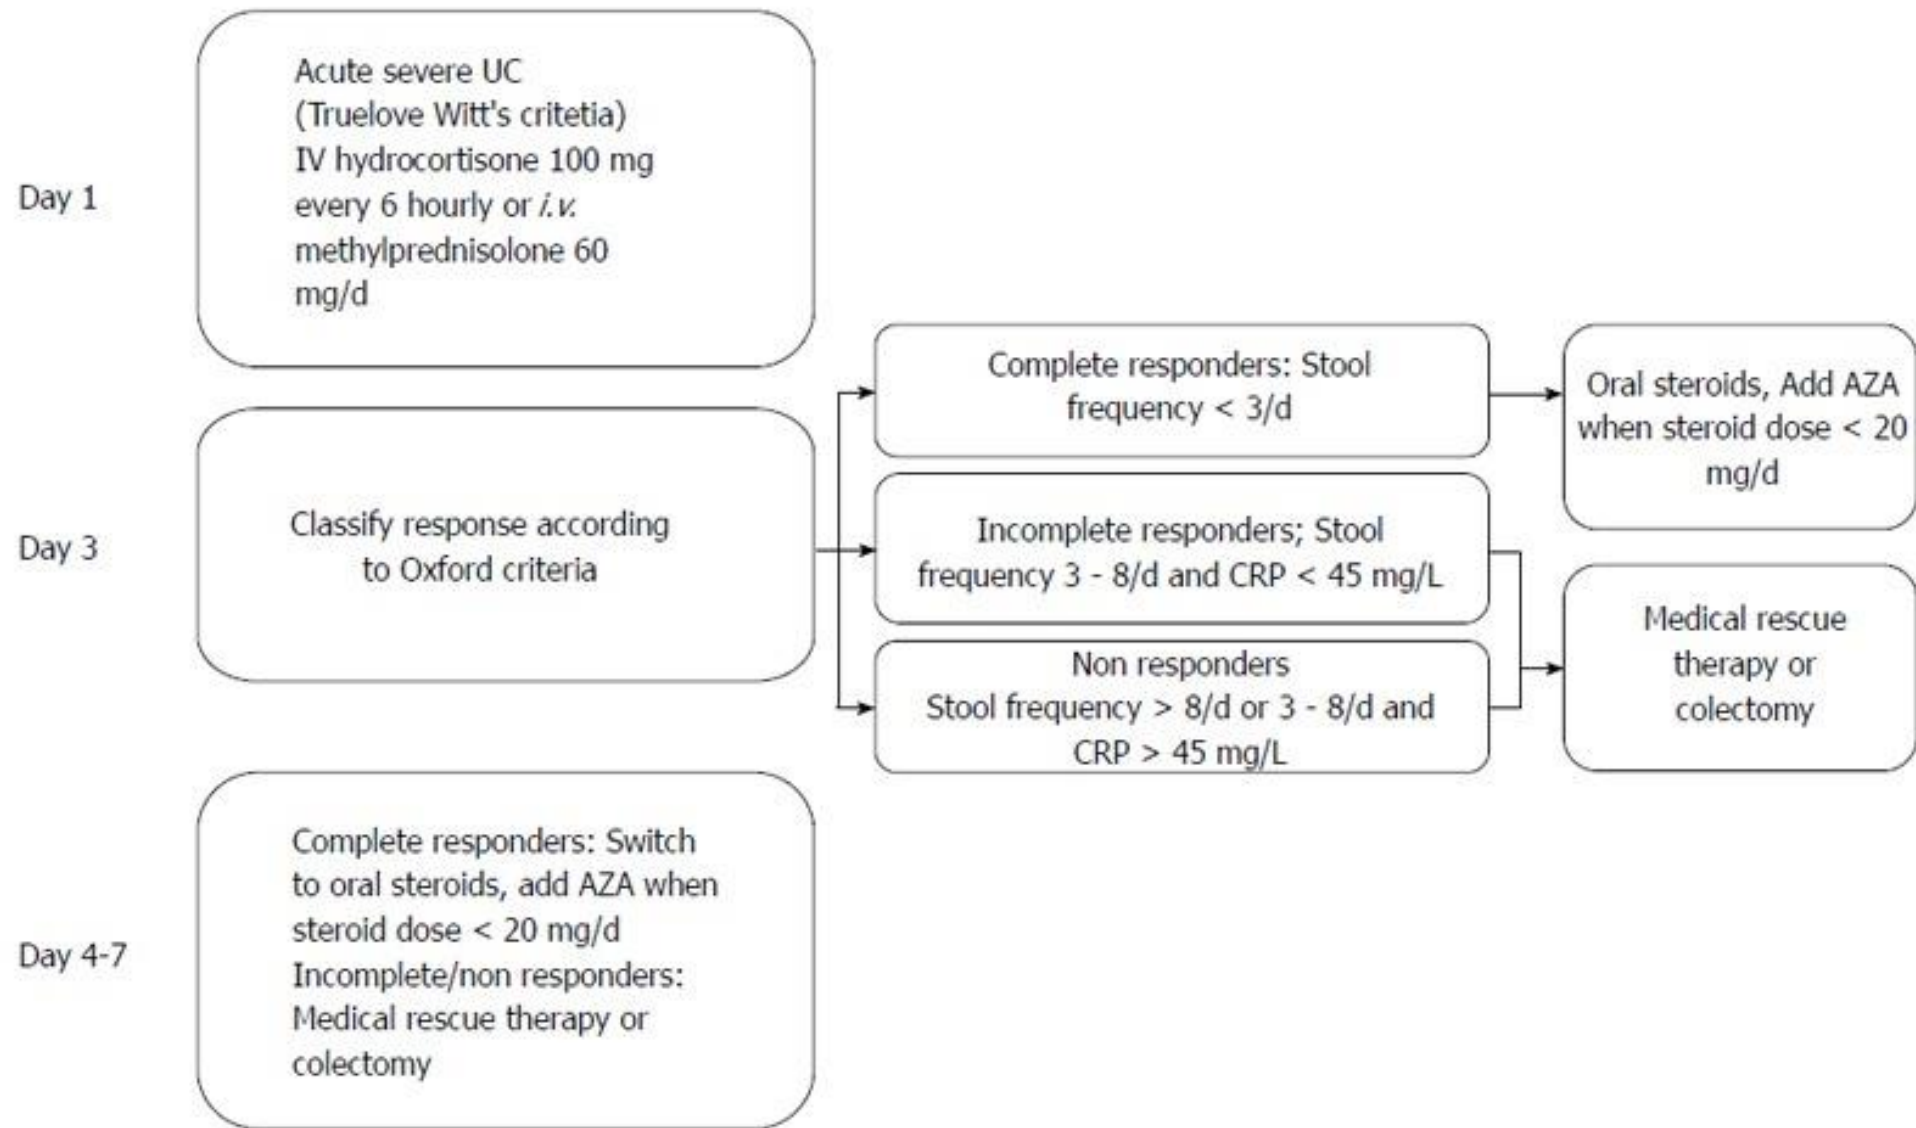 Day 1
Acute severe UC
(Truelove Witt's critetia)
IV hydrocortisone 100 mg
every 6 hourly or i.v.
methylprednisolone 60
mg/d
Day 3
Classify response according
to Oxford criteria
Complete responders: Stool
frequency < 3/d
Oral steroids, Add AZA
when steroid dose < 20
mg/d
Incomplete responders; Stool
frequency 3 - 8/d and CRP < 45 mg/L
Non responders
Stool frequency > 8/d or 3 - 8/d and
CRP > 45 mg/L
Medical rescue
therapy or
colectomy
Day 4-7
Complete responders: Switch
to oral steroids, add AZA when
steroid dose < 20 mg/d
Incomplete/non responders:
Medical rescue therapy or
colectomy